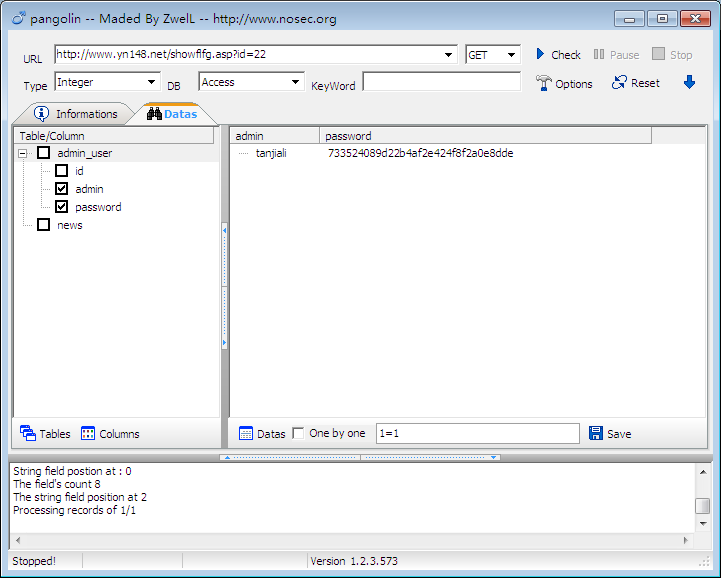 pangolin -- Maded By ZwelL -- http://www.nosec.org
URL http://www.yn148.net/showflfg.asp?id=22 GET Check Pause Stop
Type Integer DB Access KeyWord Options Reset
Informations Datas
Table/Column
admin_user
id
admin
password
news
admin password
tanjiali 733524089d22b4af2e424f8f2a0e8dde
Tables Columns
Datas One by one 1=1 Save
String field postion at : 0
The field's count 8
The string field position at 2
Processing records of 1/1
Stopped! Version 1.2.3.573